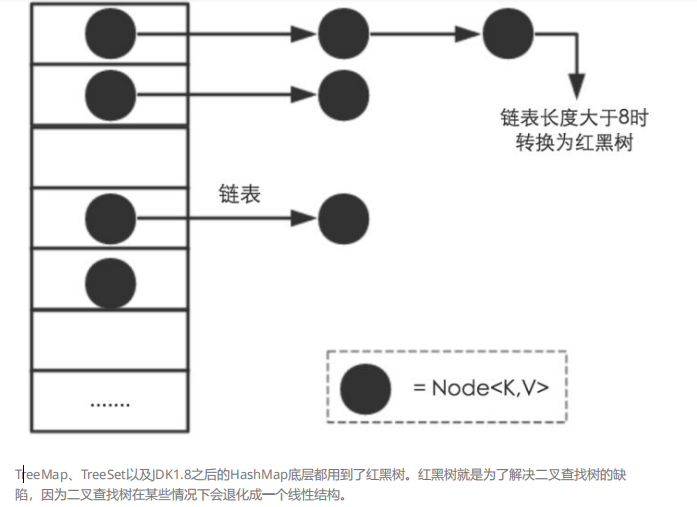 链表长度大于8时
转换为红黑树
链表
= Node<K,V>
.......
TreeMap、TreeSet以及JDK1.8之后的HashMap底层都用到了红黑树。红黑树就是为了解决二叉查找树的缺
陷，因为二叉查找树在某些情况下会退化成一个线性结构。